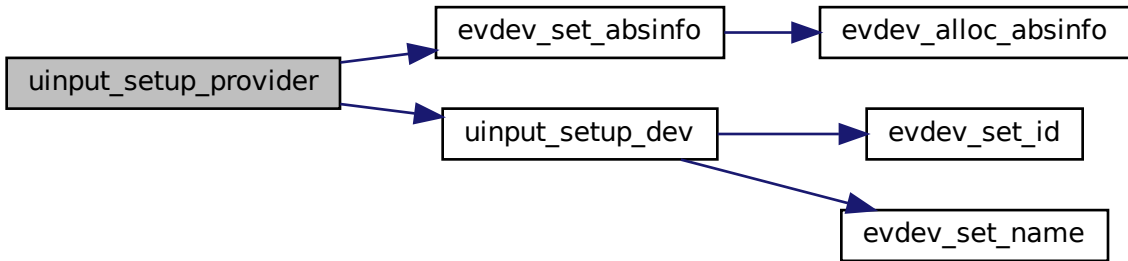 evdev_set_absinfo
evdev_alloc_absinfo
uinput_setup_provider
uinput_setup_dev
evdev_set_id
evdev_set_name